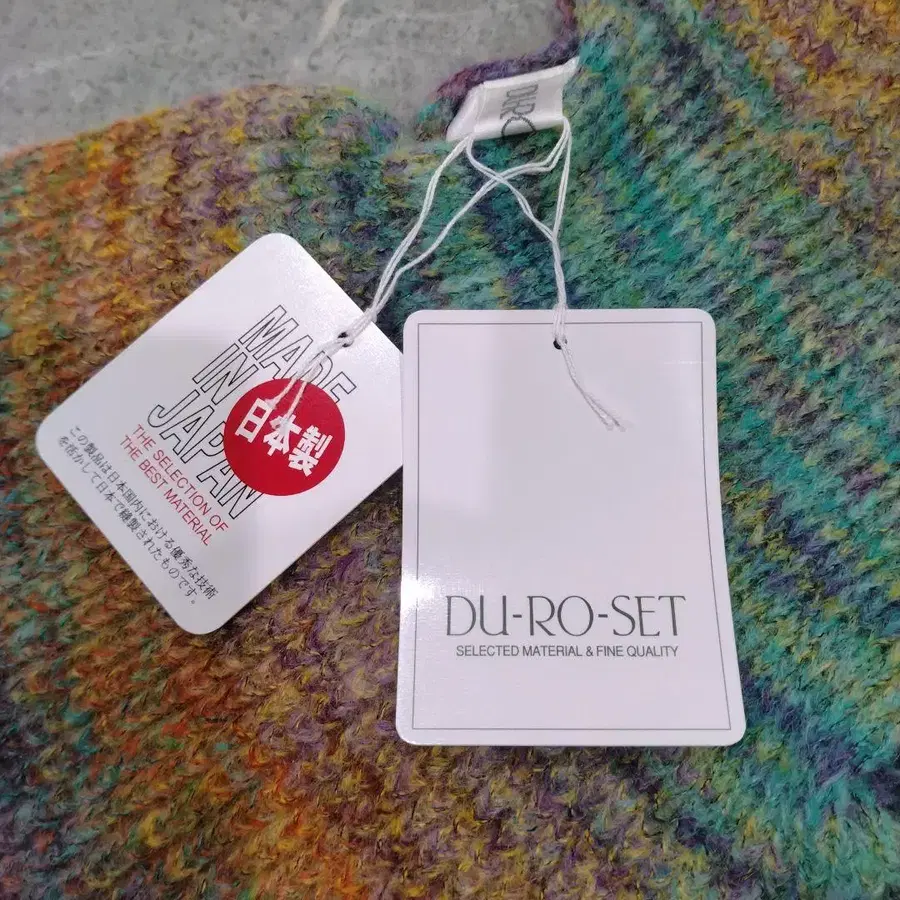 DU-RO
MADE
IN
JAPAN
日本製
THE SELECTION OF
THE BEST MATERIAL
この製品は日本国内における優秀な技術
を活かして日本で縫製されたものです。
DU-RO-SET
SELECTED MATERIAL & FINE QUALITY